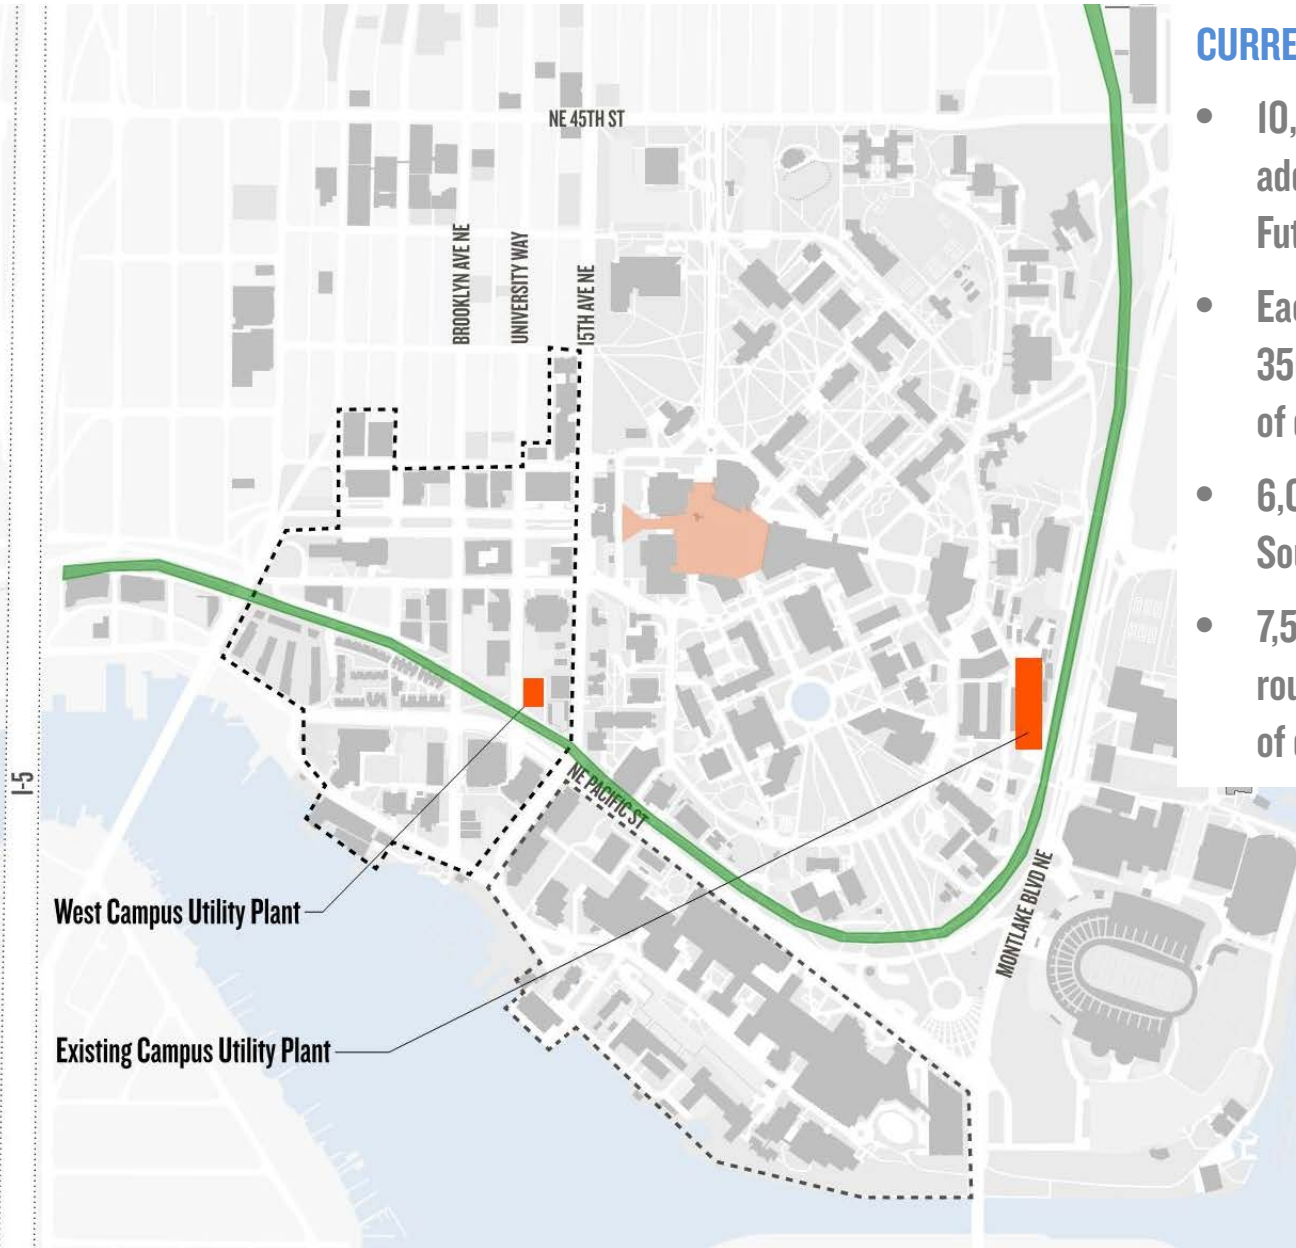 NE 45TH ST
BROOKLYN AVE NE
UNIVERSITY WAY
15TH AVE NE
I-5
NE PACIFIC ST
MONTLAKE BLVD NE
West Campus Utility Plant
Existing Campus Utility Plant
CURRE
• 10,
ad
Fut
• Ea
35
of
• 6,0
Sou
• 7,5
rou
of